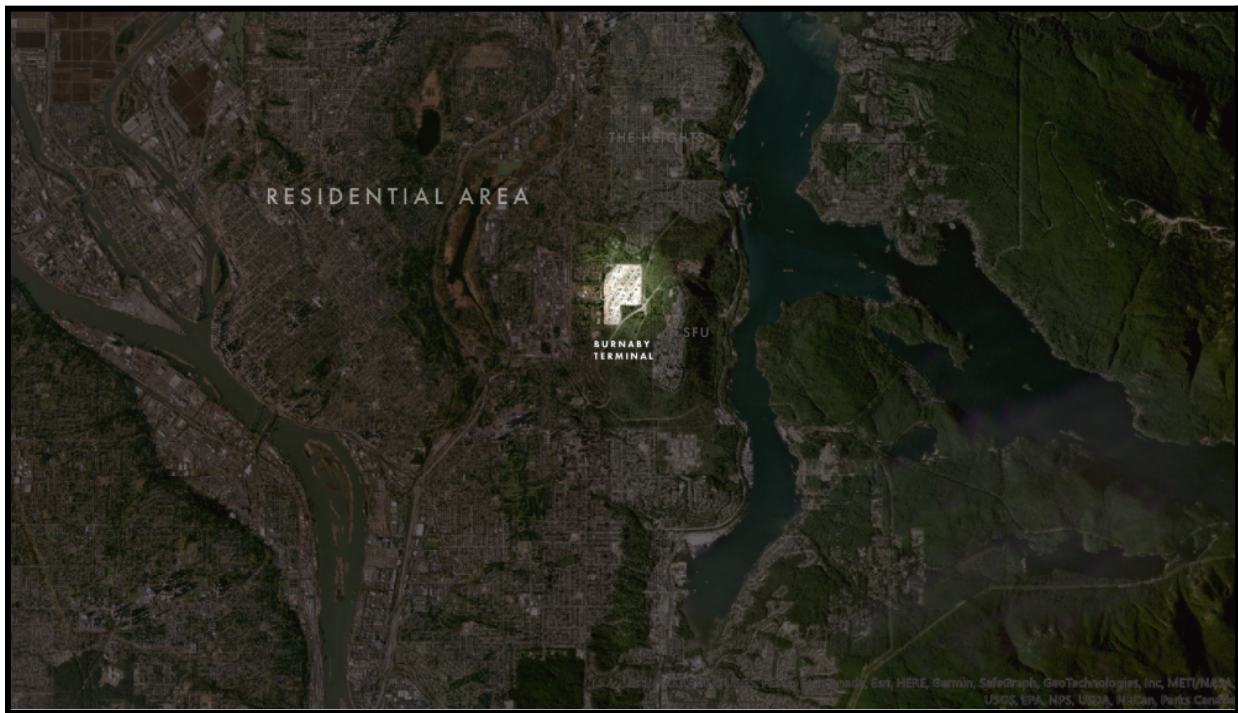 THE HEIGHTS
RESIDENTIAL AREA
SFU
BURNABY
TERMINAL
Esri, HERE, Garmin, SafeGraph, GeoTechnologies, Inc, METI/NASA,
USGS, EPA, NPS, USDA, NRCan, Parks Canada